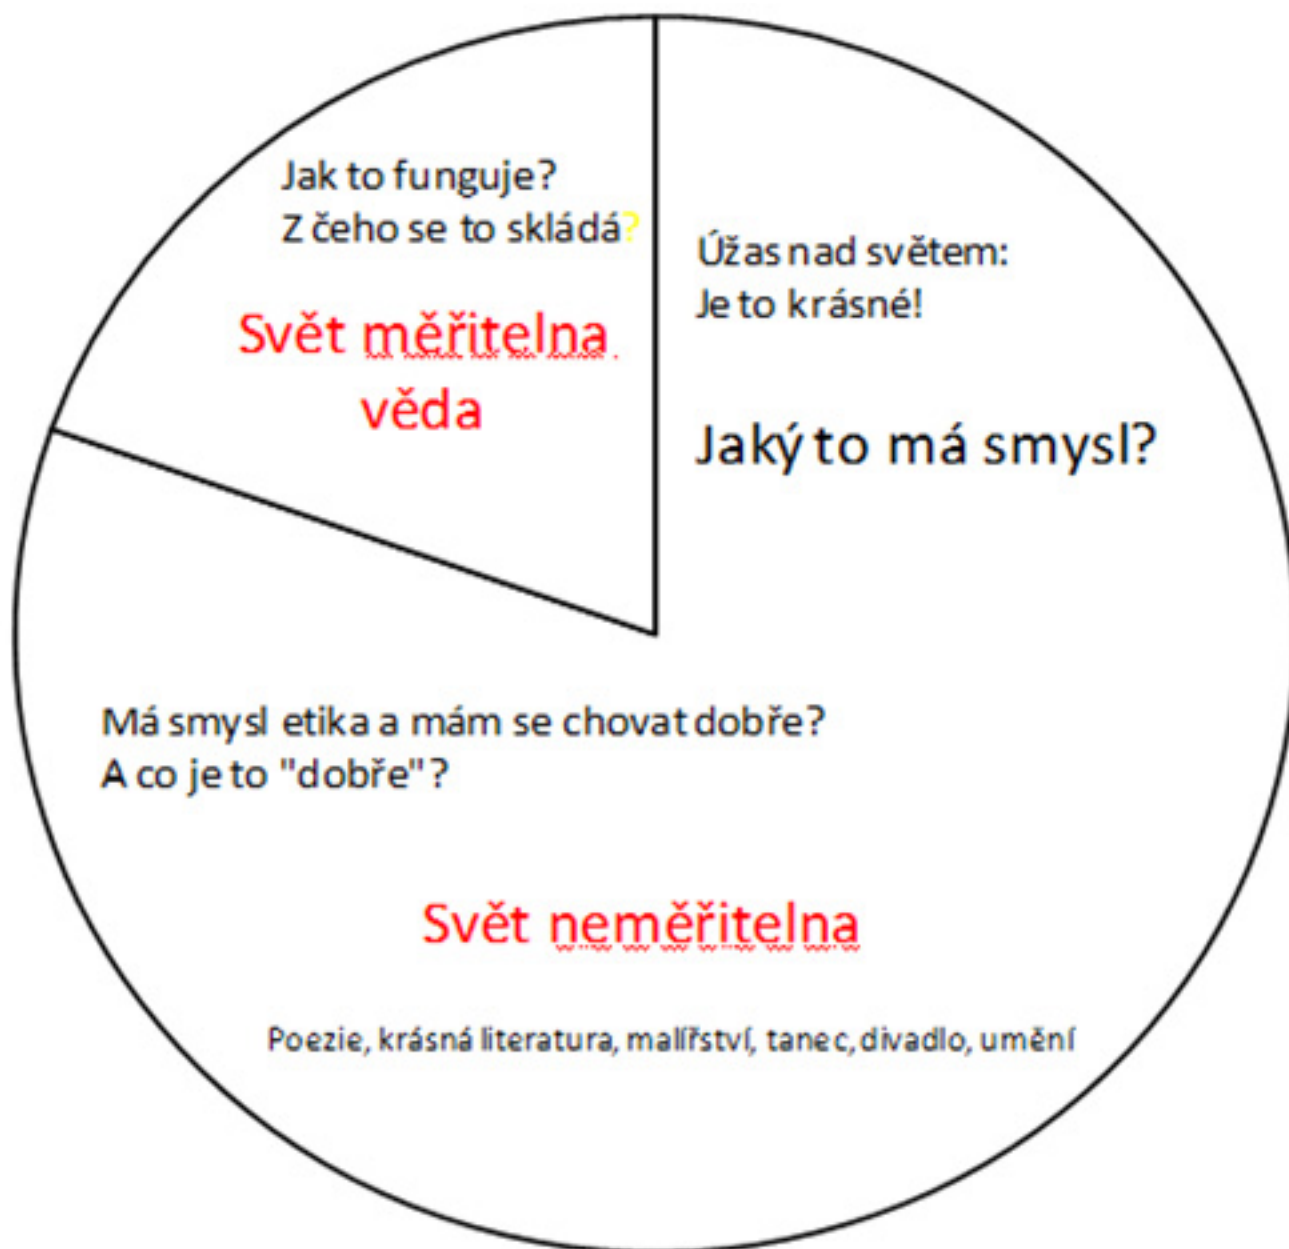 Jak to funguje?
Z čeho se to skládá?
Svět měřitelna
věda
Úžas nad světem:
Je to krásné!
Jaký to má smysl?
Má smysl etika a mám se chovat dobře?
A co je to "dobře"?
Svět neměřitelna
Poezie, krásná literatura, malířství, tanec, divadlo, umění